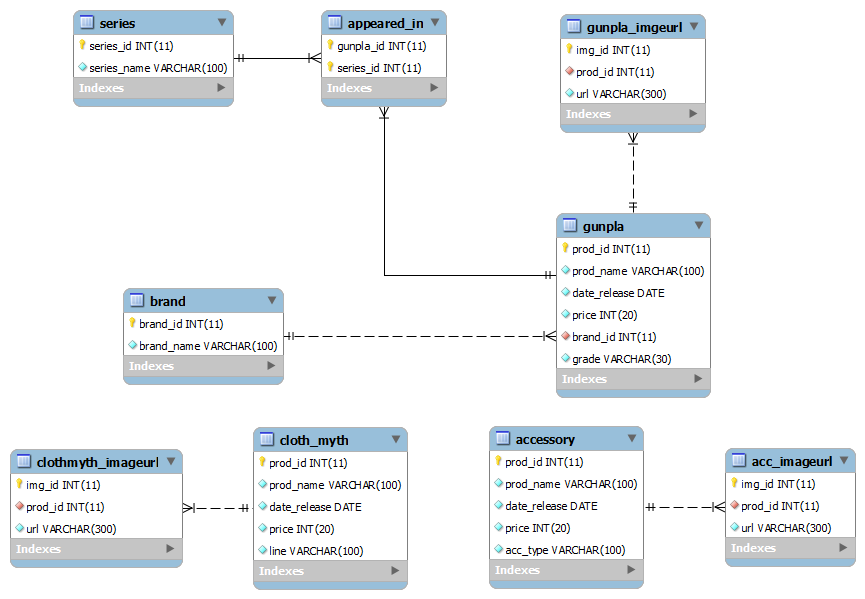 series
series_id INT(11)
series_name VARCHAR(100)
Indexes
appeared_in
gunpla_id INT(11)
series_id INT(11)
Indexes
gunpla_imgeurl
img_id INT(11)
prod_id INT(11)
url VARCHAR(300)
Indexes
gunpla
prod_id INT(11)
prod_name VARCHAR(100)
date_release DATE
price INT(20)
brand_id INT(11)
grade VARCHAR(30)
Indexes
brand
brand_id INT(11)
brand_name VARCHAR(100)
Indexes
clothmyth_imageurl
img_id INT(11)
prod_id INT(11)
url VARCHAR(300)
Indexes
cloth_myth
prod_id INT(11)
prod_name VARCHAR(100)
date_release DATE
price INT(20)
line VARCHAR(100)
Indexes
accessory
prod_id INT(11)
prod_name VARCHAR(100)
date_release DATE
price INT(20)
acc_type VARCHAR(100)
Indexes
acc_imageurl
img_id INT(11)
prod_id INT(11)
url VARCHAR(300)
Indexes